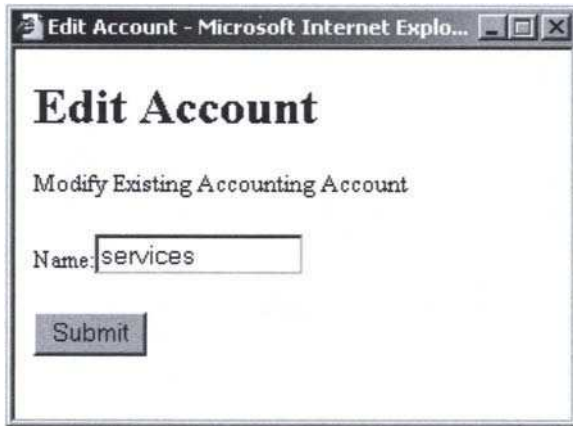 Edit Account - Microsoft Internet Explo...
Edit Account
Modify Existing Accounting Account
Name: services
Submit